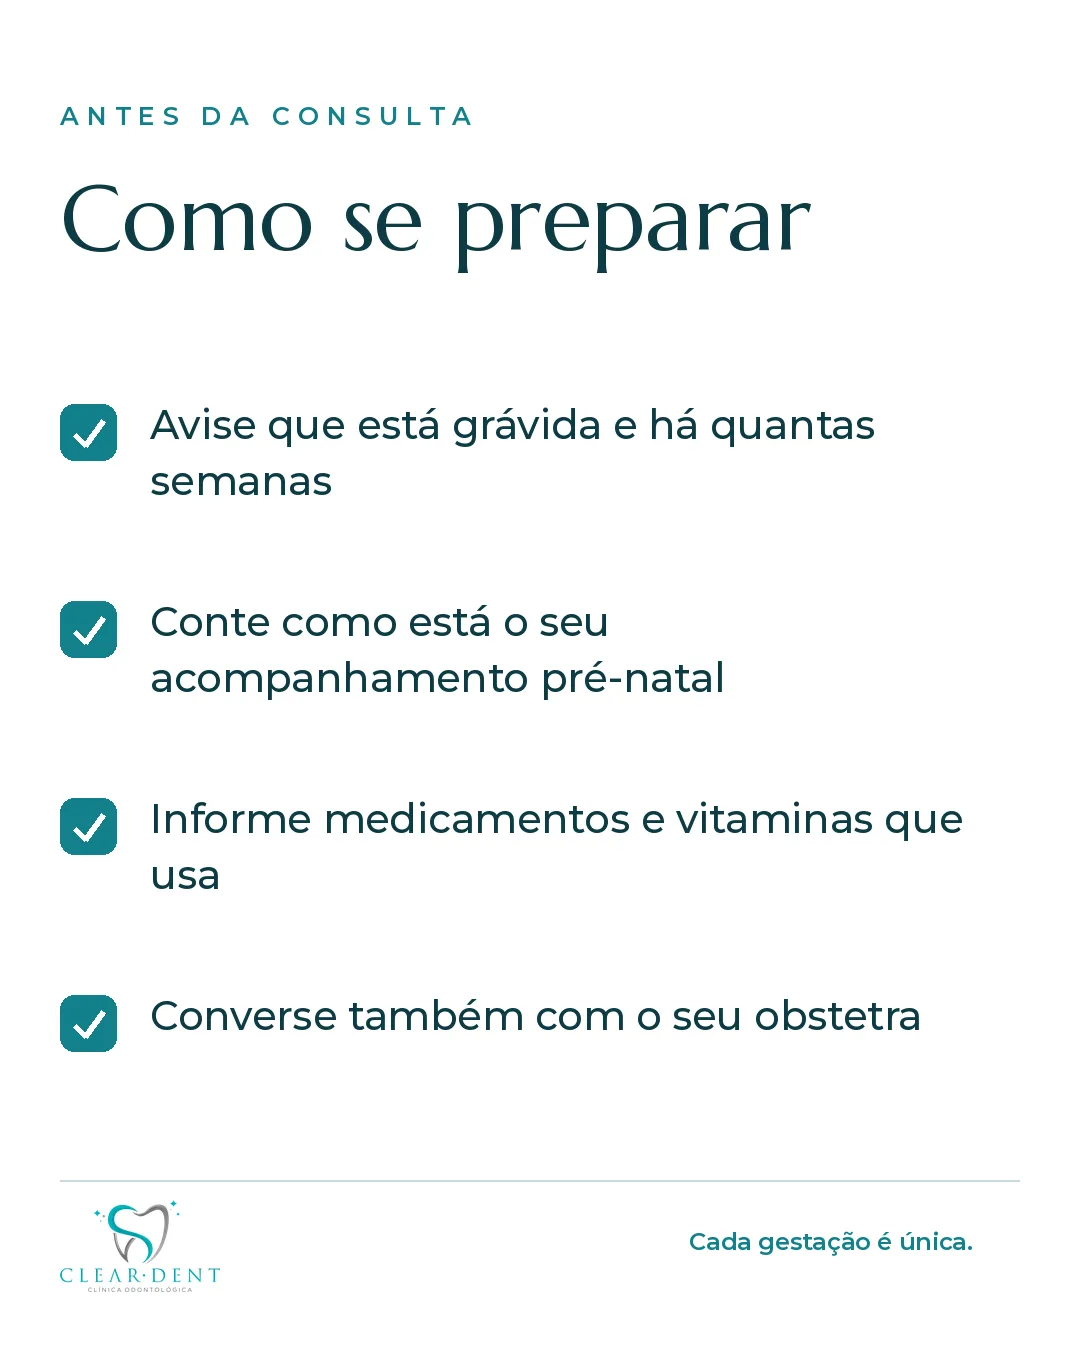 ANTES DA CONSULTA
Como se preparar
Avise que está grávida e há quantas
semanas
Conte como está o seu
acompanhamento pré-natal
Informe medicamentos e vitaminas que
usa
Converse também com o seu obstetra
Cada gestação é única.
CLEAR·DENT
CLÍNICA ODONTOLÓGICA